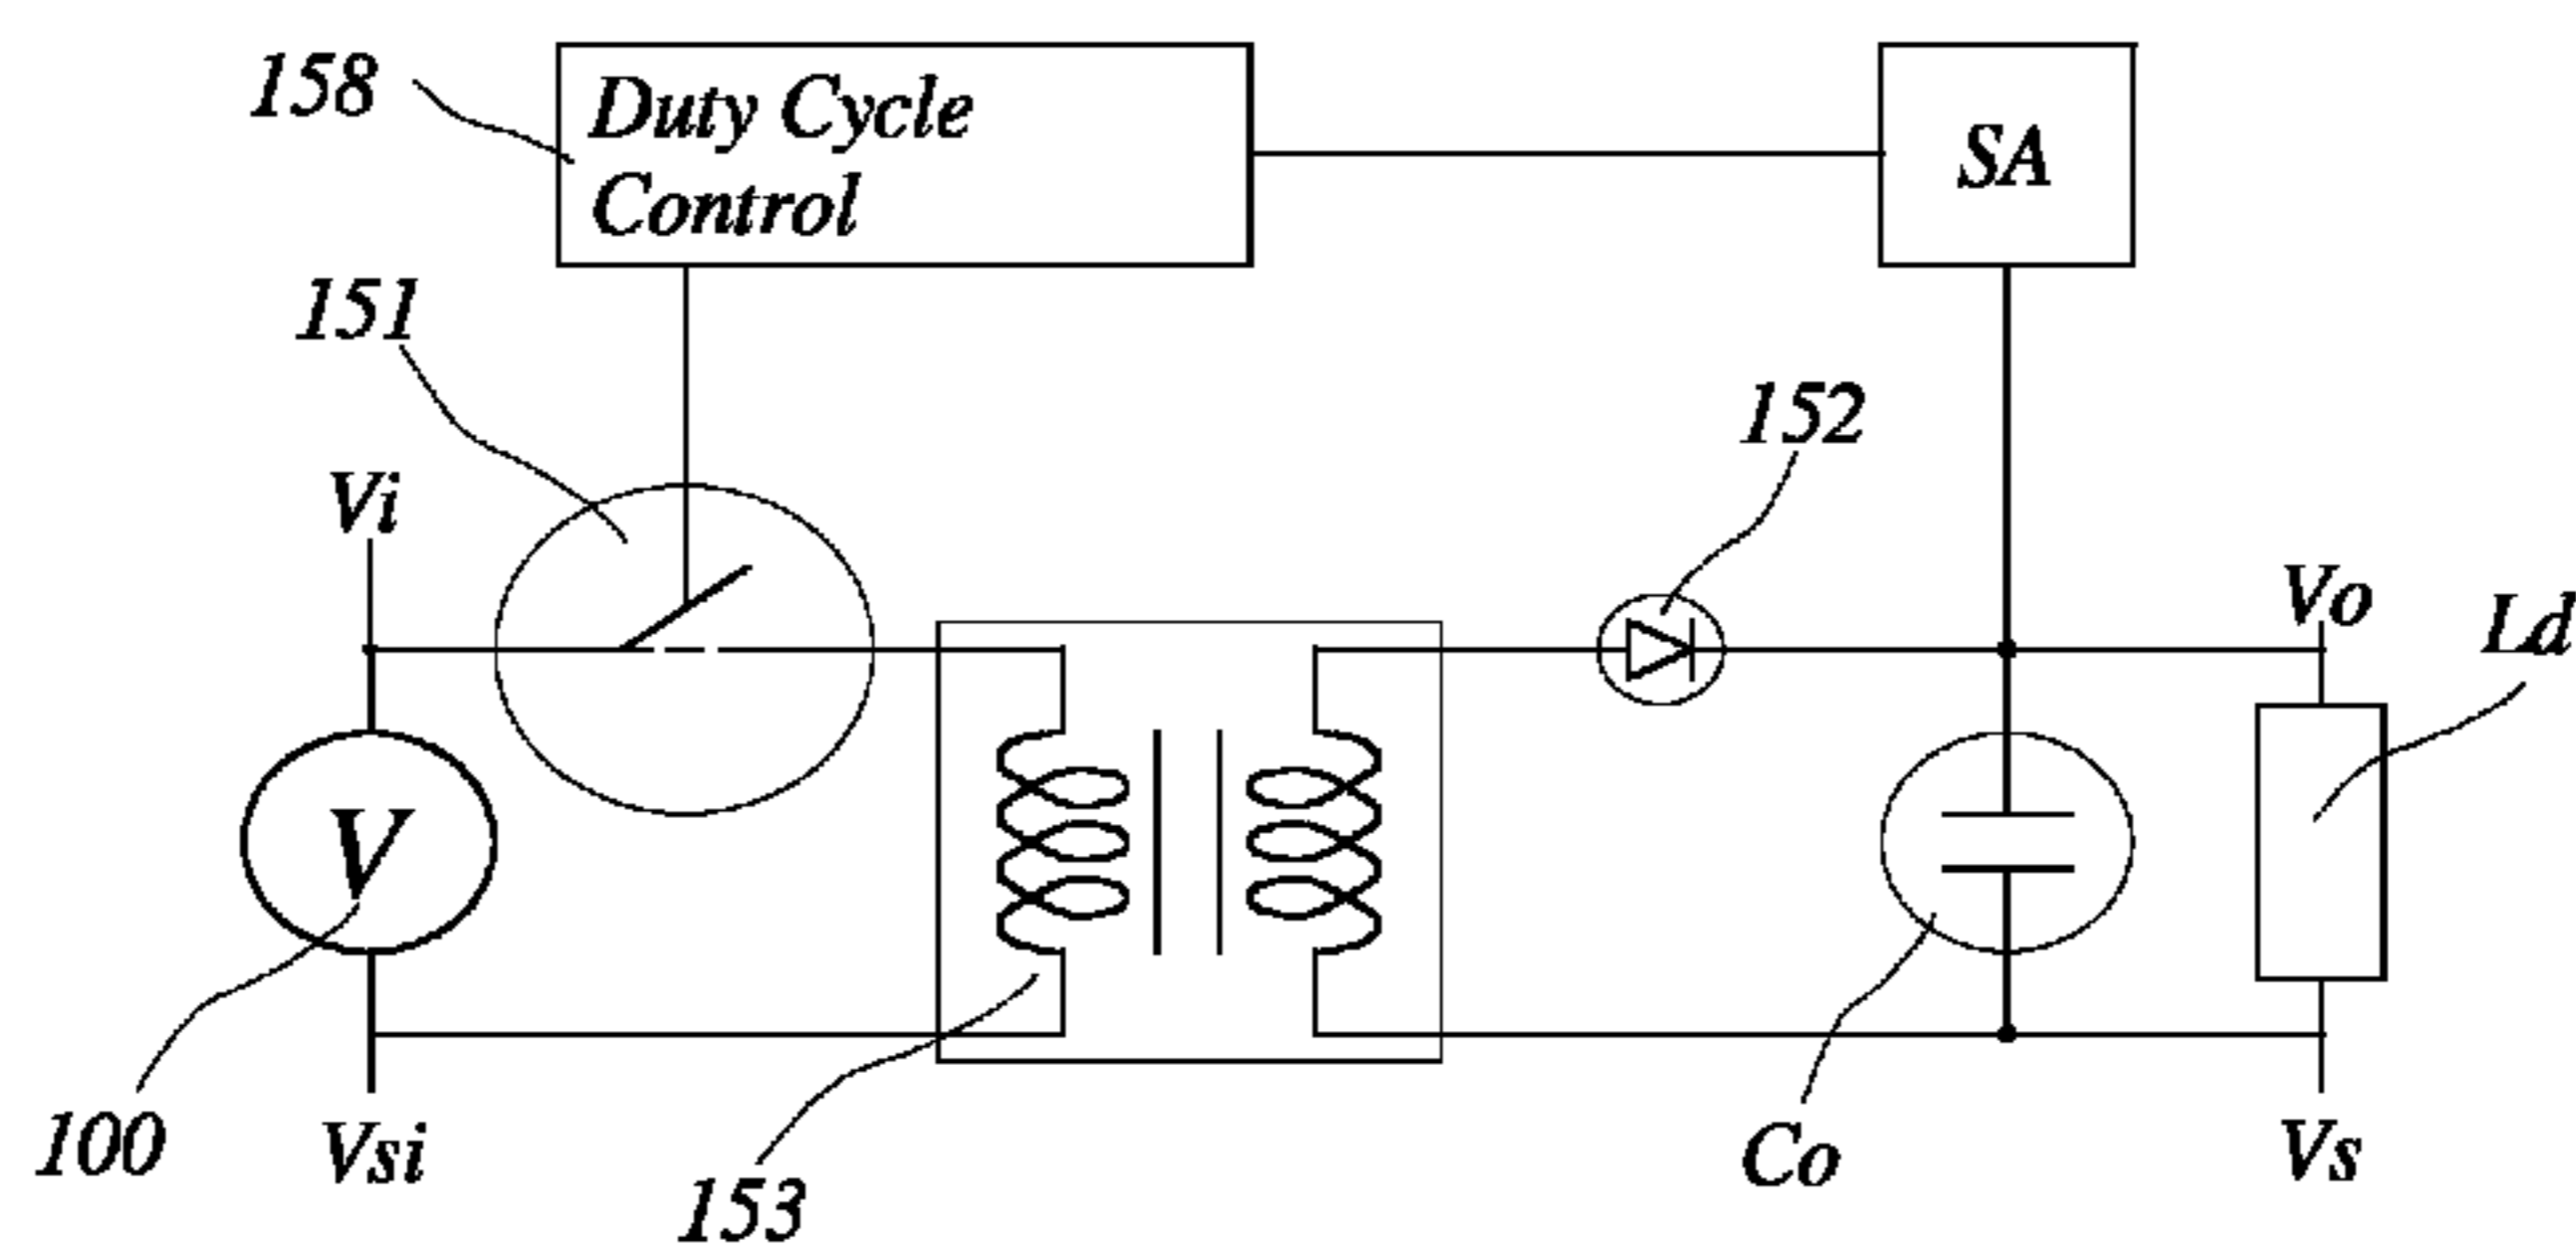 158
Duty Cycle
Control
SA
151
152
Vi
Vo
Ld
V
100
Vsi
153
Co
Vs